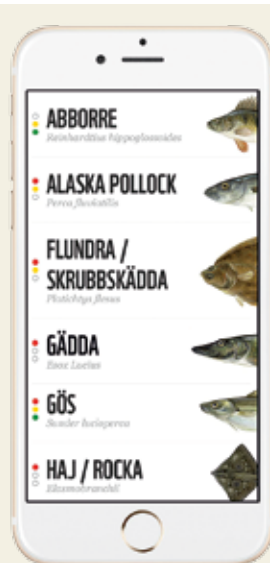 ABBORRE
Reinhardtius hippoglossoides
ALASKA POLLOCK
Perca fluviatilis
FLUNDRA /
SKRUBBSKÄDDA
Platichtys flesus
GÄDDA
Esox Lucius
GÖS
Sander lucioperca
HAJ / ROCKA
Elasmobranchii